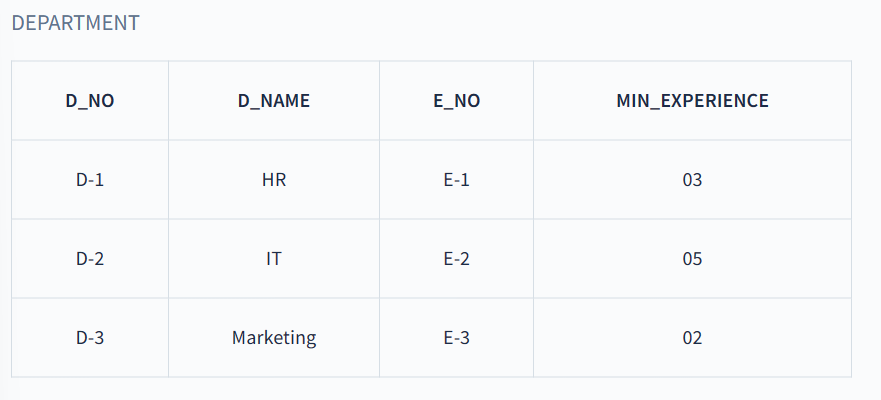 DEPARTMENT
D_NO D_NAME E_NO MIN_EXPERIENCE
D-1 HR E-1 03
D-2 IT E-2 05
D-3 Marketing E-3 02